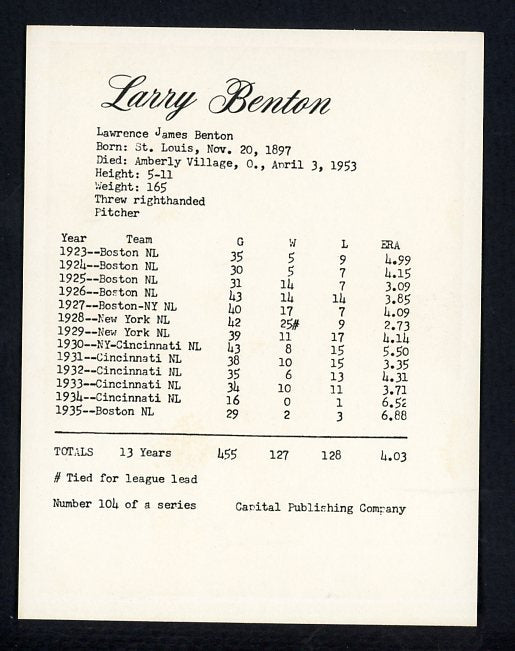 Larry Benton
Lawrence James Benton
Born: St. Louis, Nov. 20, 1897
Died: Amberly Village, O., April 3, 1953
Height: 5-11
Weight: 165
Threw righthanded
Pitcher
Year Team G W L ERA
1923--Boston NL 35 5 9 4.99
1924--Boston NL 30 5 7 4.15
1925--Boston NL 31 14 7 3.09
1926--Boston NL 43 14 14 3.85
1927--Boston-NY NL 40 17 7 4.09
1928--New York NL 42 25# 9 2.73
1929--New York NL 39 11 17 4.14
1930--NY-Cincinnati NL 43 8 15 5.50
1931--Cincinnati NL 38 10 15 3.35
1932--Cincinnati NL 35 6 13 4.31
1933--Cincinnati NL 34 10 11 3.71
1934--Cincinnati NL 16 0 1 6.52
1935--Boston NL 29 2 3 6.88
TOTALS 13 Years 455 127 128 4.03
# Tied for league lead
Number 104 of a series Capital Publishing Company